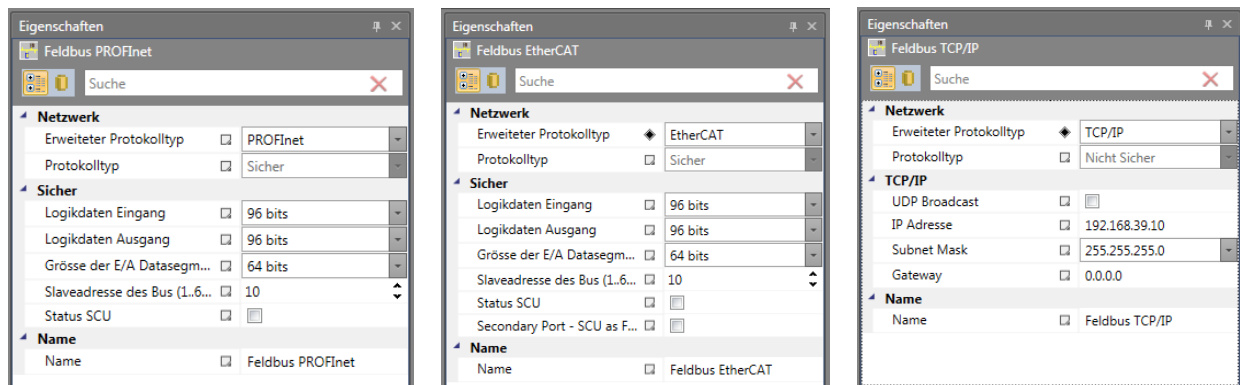 Eigenschaften
Feldbus PROFInet
Suche
Netzwerk
Erweiteter Protokolltyp PROFInet
Protokolltyp Sicher
Sicher
Logikdaten Eingang 96 bits
Logikdaten Ausgang 96 bits
Grösse der E/A Datasegm... 64 bits
Slaveadresse des Bus (1..6... 10
Status SCU
Name
Name Feldbus PROFInet
Eigenschaften
Feldbus EtherCAT
Suche
Netzwerk
Erweiteter Protokolltyp EtherCAT
Protokolltyp Sicher
Sicher
Logikdaten Eingang 96 bits
Logikdaten Ausgang 96 bits
Grösse der E/A Datasegm... 64 bits
Slaveadresse des Bus (1..6... 10
Status SCU
Secondary Port - SCU as F...
Name
Name Feldbus EtherCAT
Eigenschaften
Feldbus TCP/IP
Suche
Netzwerk
Erweiteter Protokolltyp TCP/IP
Protokolltyp Nicht Sicher
TCP/IP
UDP Broadcast
IP Adresse 192.168.39.10
Subnet Mask 255.255.255.0
Gateway 0.0.0.0
Name
Name Feldbus TCP/IP